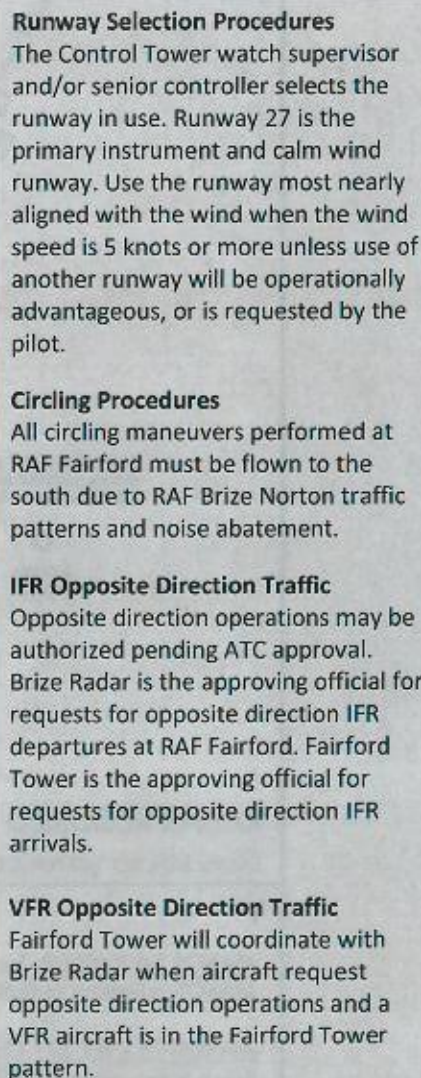 Runway Selection Procedures
The Control Tower watch supervisor
and/or senior controller selects the
runway in use. Runway 27 is the
primary instrument and calm wind
runway. Use the runway most nearly
aligned with the wind when the wind
speed is 5 knots or more unless use of
another runway will be operationally
advantageous, or is requested by the
pilot.
Circling Procedures
All circling maneuvers performed at
RAF Fairford must be flown to the
south due to RAF Brize Norton traffic
patterns and noise abatement.
IFR Opposite Direction Traffic
Opposite direction operations may be
authorized pending ATC approval.
Brize Radar is the approving official for
requests for opposite direction IFR
departures at RAF Fairford. Fairford
Tower is the approving official for
requests for opposite direction IFR
arrivals.
VFR Opposite Direction Traffic
Fairford Tower will coordinate with
Brize Radar when aircraft request
opposite direction operations and a
VFR aircraft is in the Fairford Tower
pattern.